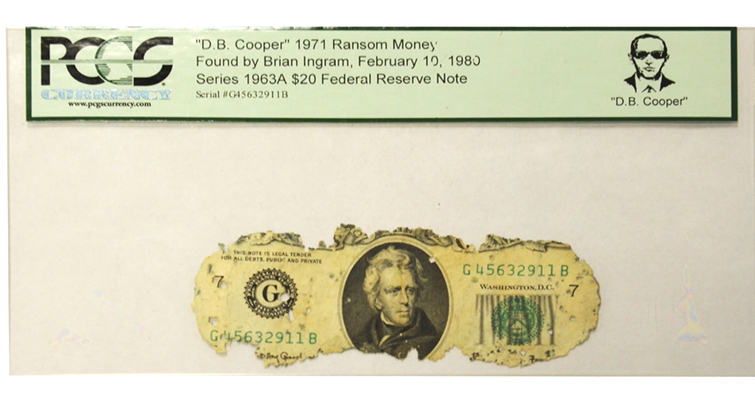 PCGS
CURRENCY
www.pcgscurrency.com
"D.B. Cooper" 1971 Ransom Money
Found by Brian Ingram, February 10, 1980
Series 1963A $20 Federal Reserve Note
Serial #G45632911B
"D.B. Cooper"
THIS NOTE IS LEGAL TENDER
FOR ALL DEBTS, PUBLIC AND PRIVATE
7
G
G 45632911 B
G 45632911 B
WASHINGTON, D.C.
7